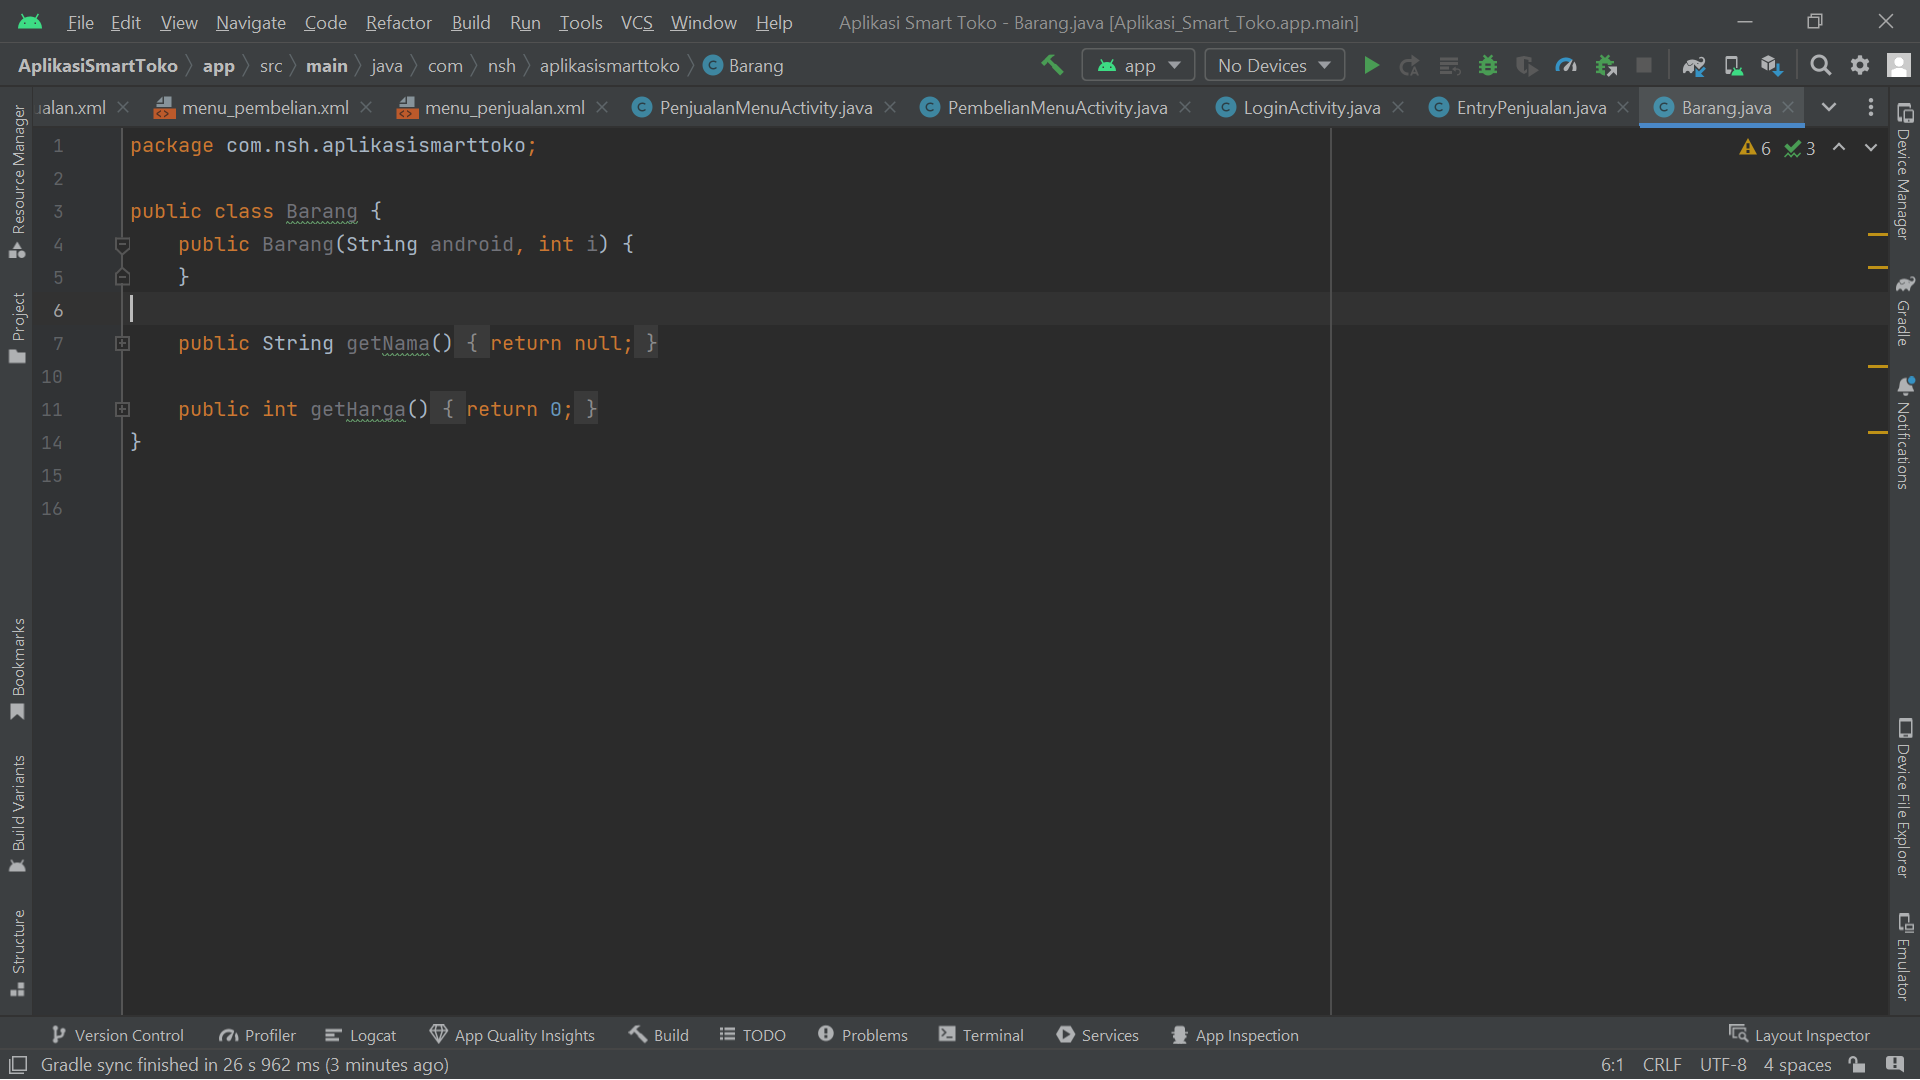 File Edit View Navigate Code Refactor Build Run Tools VCS Window Help Aplikasi Smart Toko - Barang.java [Aplikasi_Smart_Toko.app.main]
AplikasiSmartToko app src main java com nsh aplikasismarttoko Barang app No Devices
ualan.xml menu_pembelian.xml menu_penjualan.xml PenjualanMenuActivity.java PembelianMenuActivity.java LoginActivity.java EntryPenjualan.java Barang.java
1 package com.nsh.aplikasismarttoko;
6 3
2
3 public class Barang {
4 public Barang(String android, int i) {
5 }
6
7 public String getNama() { return null; }
10
11 public int getHarga() { return 0; }
14 }
15
16
Resource Manager
Project
Bookmarks
Build Variants
Structure
Device Manager
Gradle
Notifications
Device File Explorer
Emulator
Version Control Profiler Logcat App Quality Insights Build TODO Problems Terminal Services App Inspection Layout Inspector
Gradle sync finished in 26 s 962 ms (3 minutes ago) 6:1 CRLF UTF-8 4 spaces